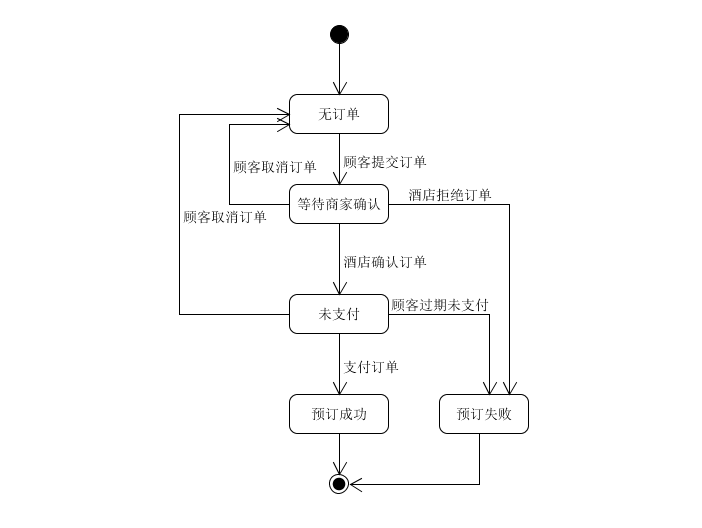 无订单
顾客取消订单
顾客提交订单
酒店拒绝订单
等待商家确认
顾客取消订单
酒店确认订单
顾客过期未支付
未支付
支付订单
预订成功
预订失败